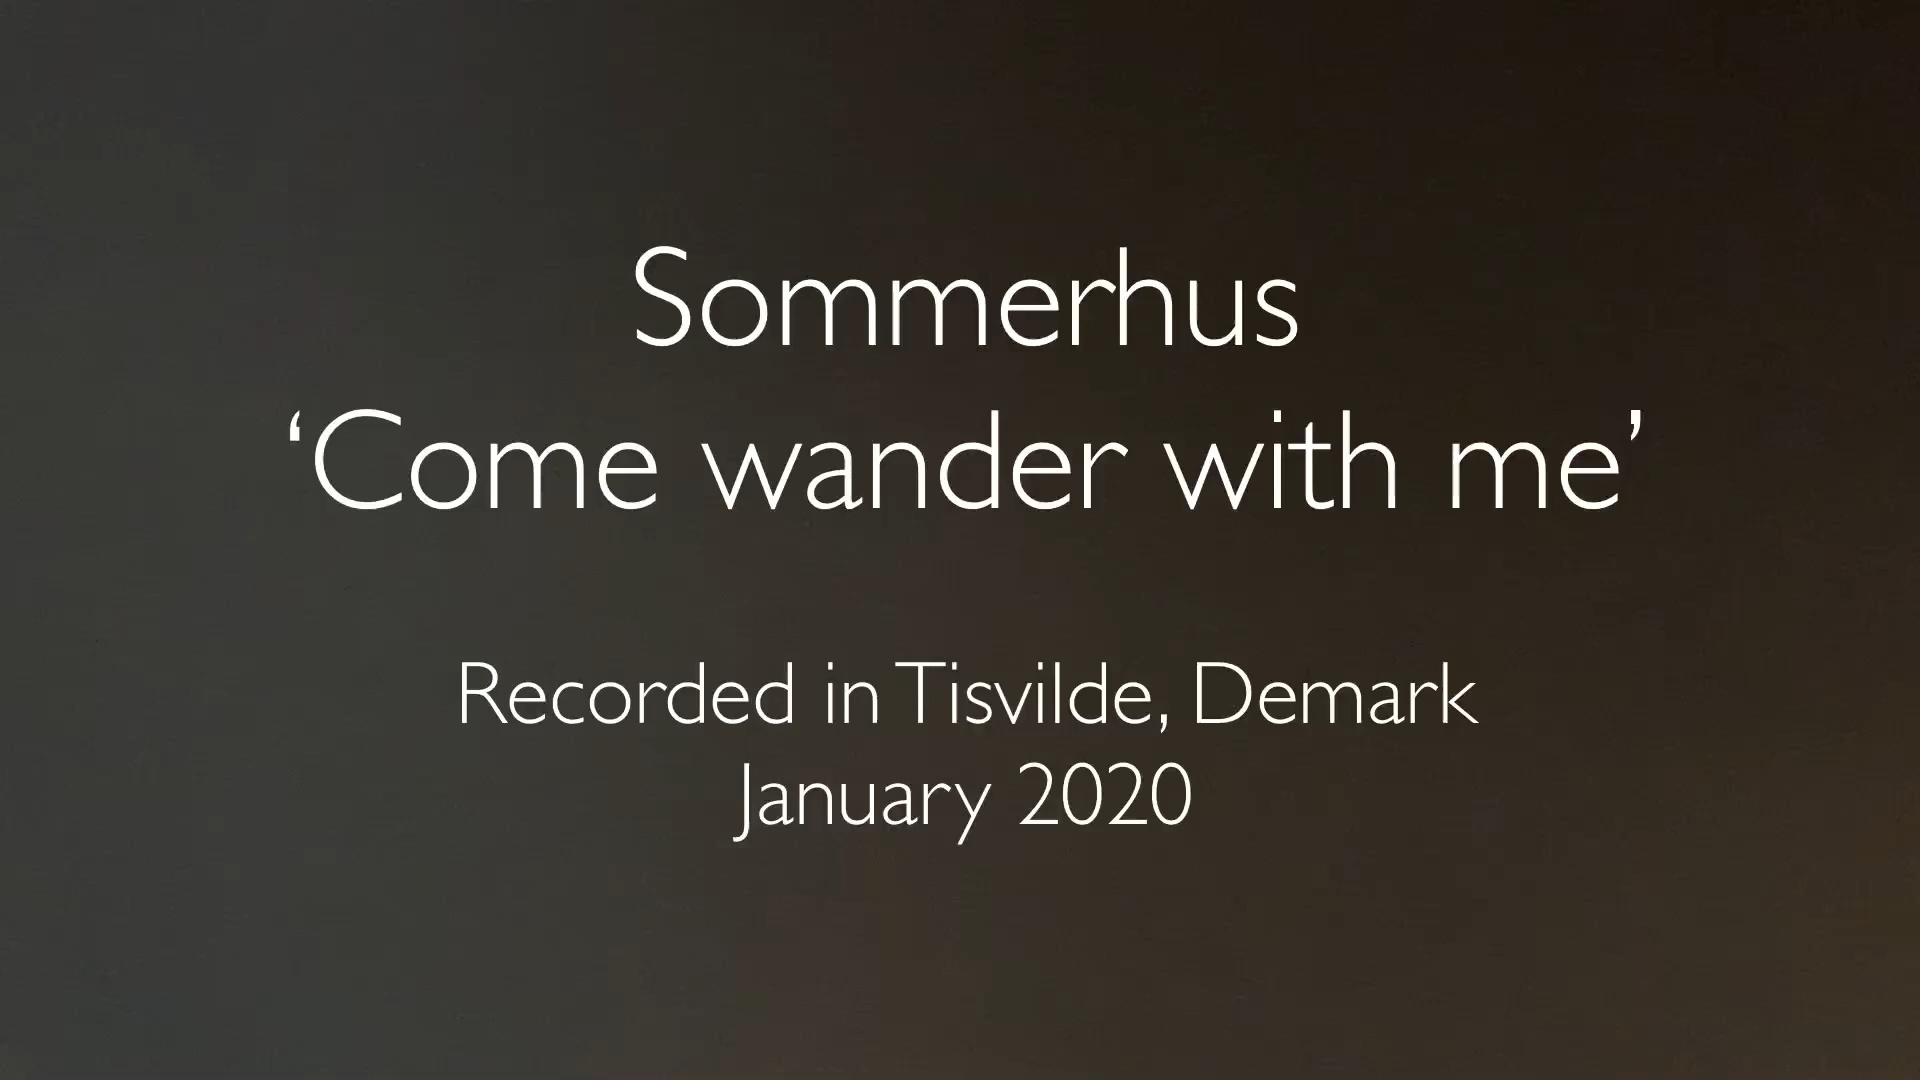 Sommerhus
‘Come wander with me’
Recorded in Tisvilde, Demark
January 2020